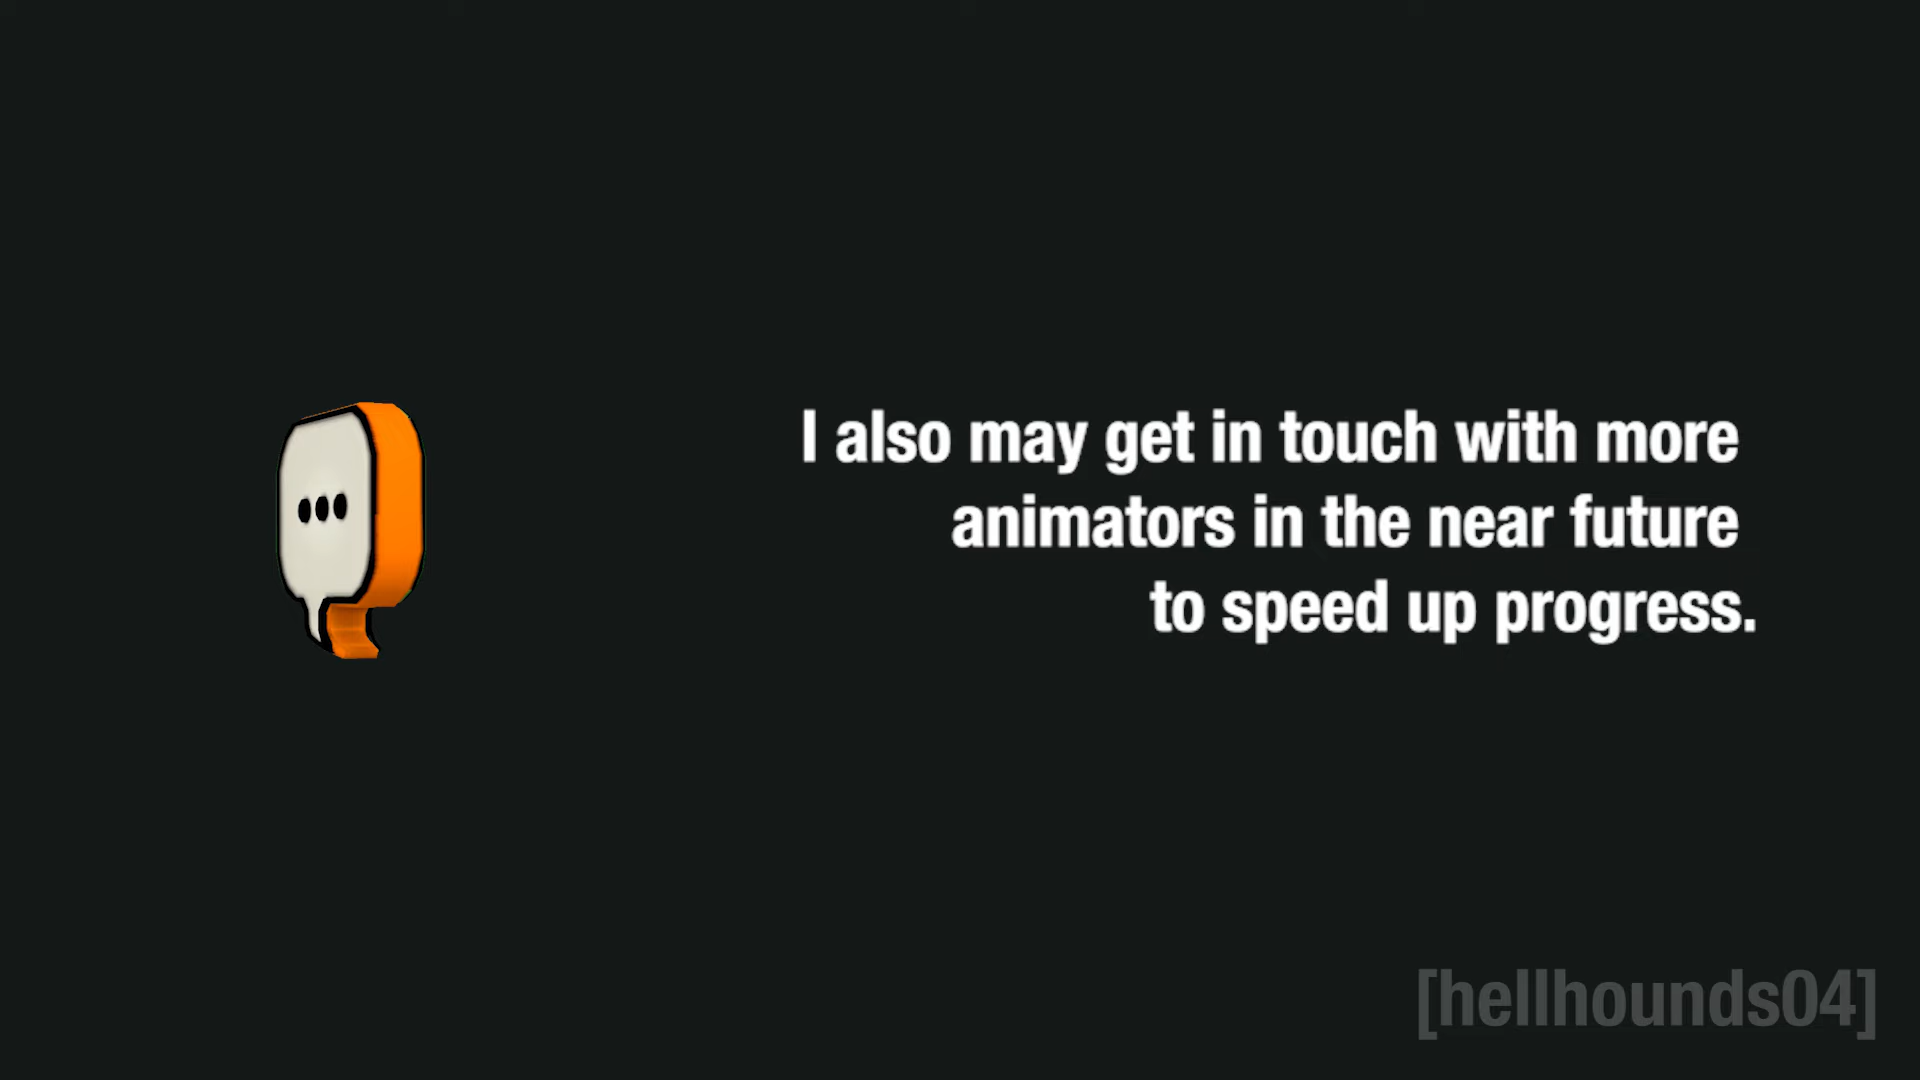 I also may get in touch with more
animators in the near future
to speed up progress.
[hellhounds04]